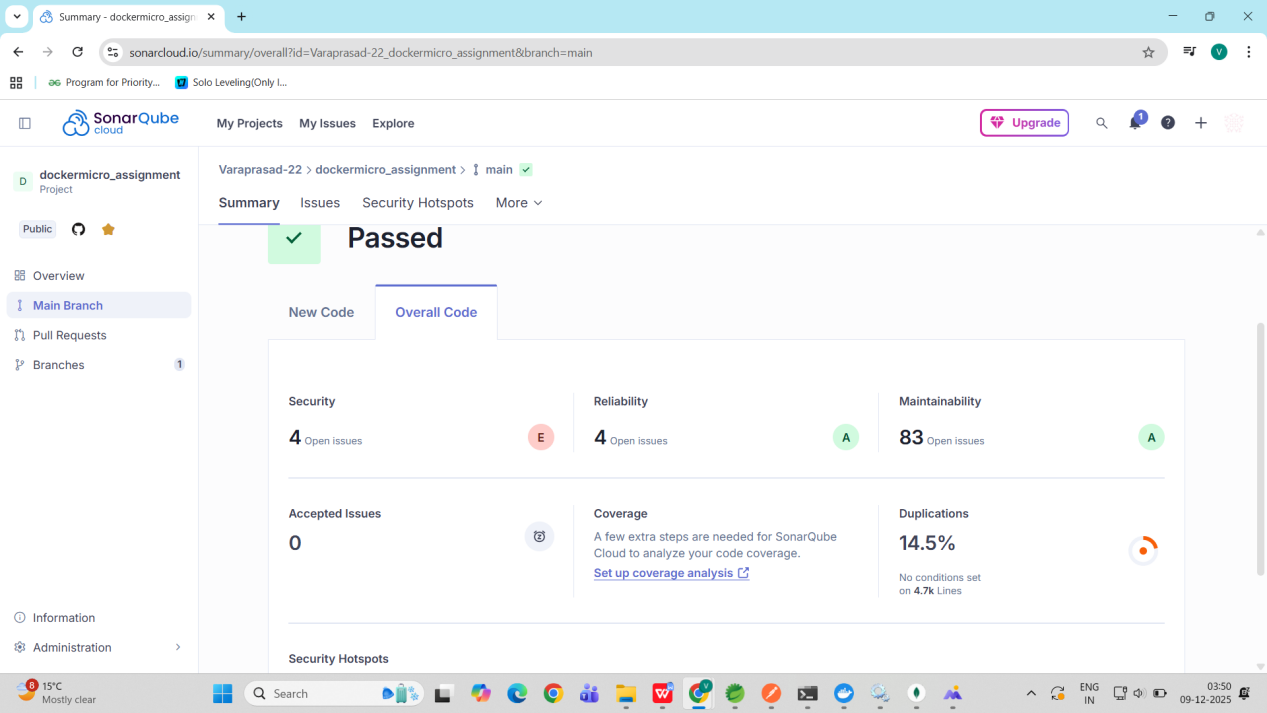 Summary - dockermicro_assign
sonarcloud.io/summary/overall?id=Varaprasad-22_dockermicro_assignment&branch=main
V
Program for Priority...
Solo Leveling(Only I...
SonarQube
cloud
My Projects
My Issues
Explore
Upgrade
1
D
dockermicro_assignment
Project
Public
Overview
Main Branch
Pull Requests
Branches
1
Information
Administration
Varaprasad-22 > dockermicro_assignment > main
Summary
Issues
Security Hotspots
More
Passed
New Code
Overall Code
Security
4 Open issues
E
Reliability
4 Open issues
A
Maintainability
83 Open issues
A
Accepted Issues
0
Coverage
A few extra steps are needed for SonarQube
Cloud to analyze your code coverage.
Set up coverage analysis
Duplications
14.5%
No conditions set
on 4.7k Lines
Security Hotspots
8
15°C
Mostly clear
Search
V
ENG
IN
03:50
09-12-2025